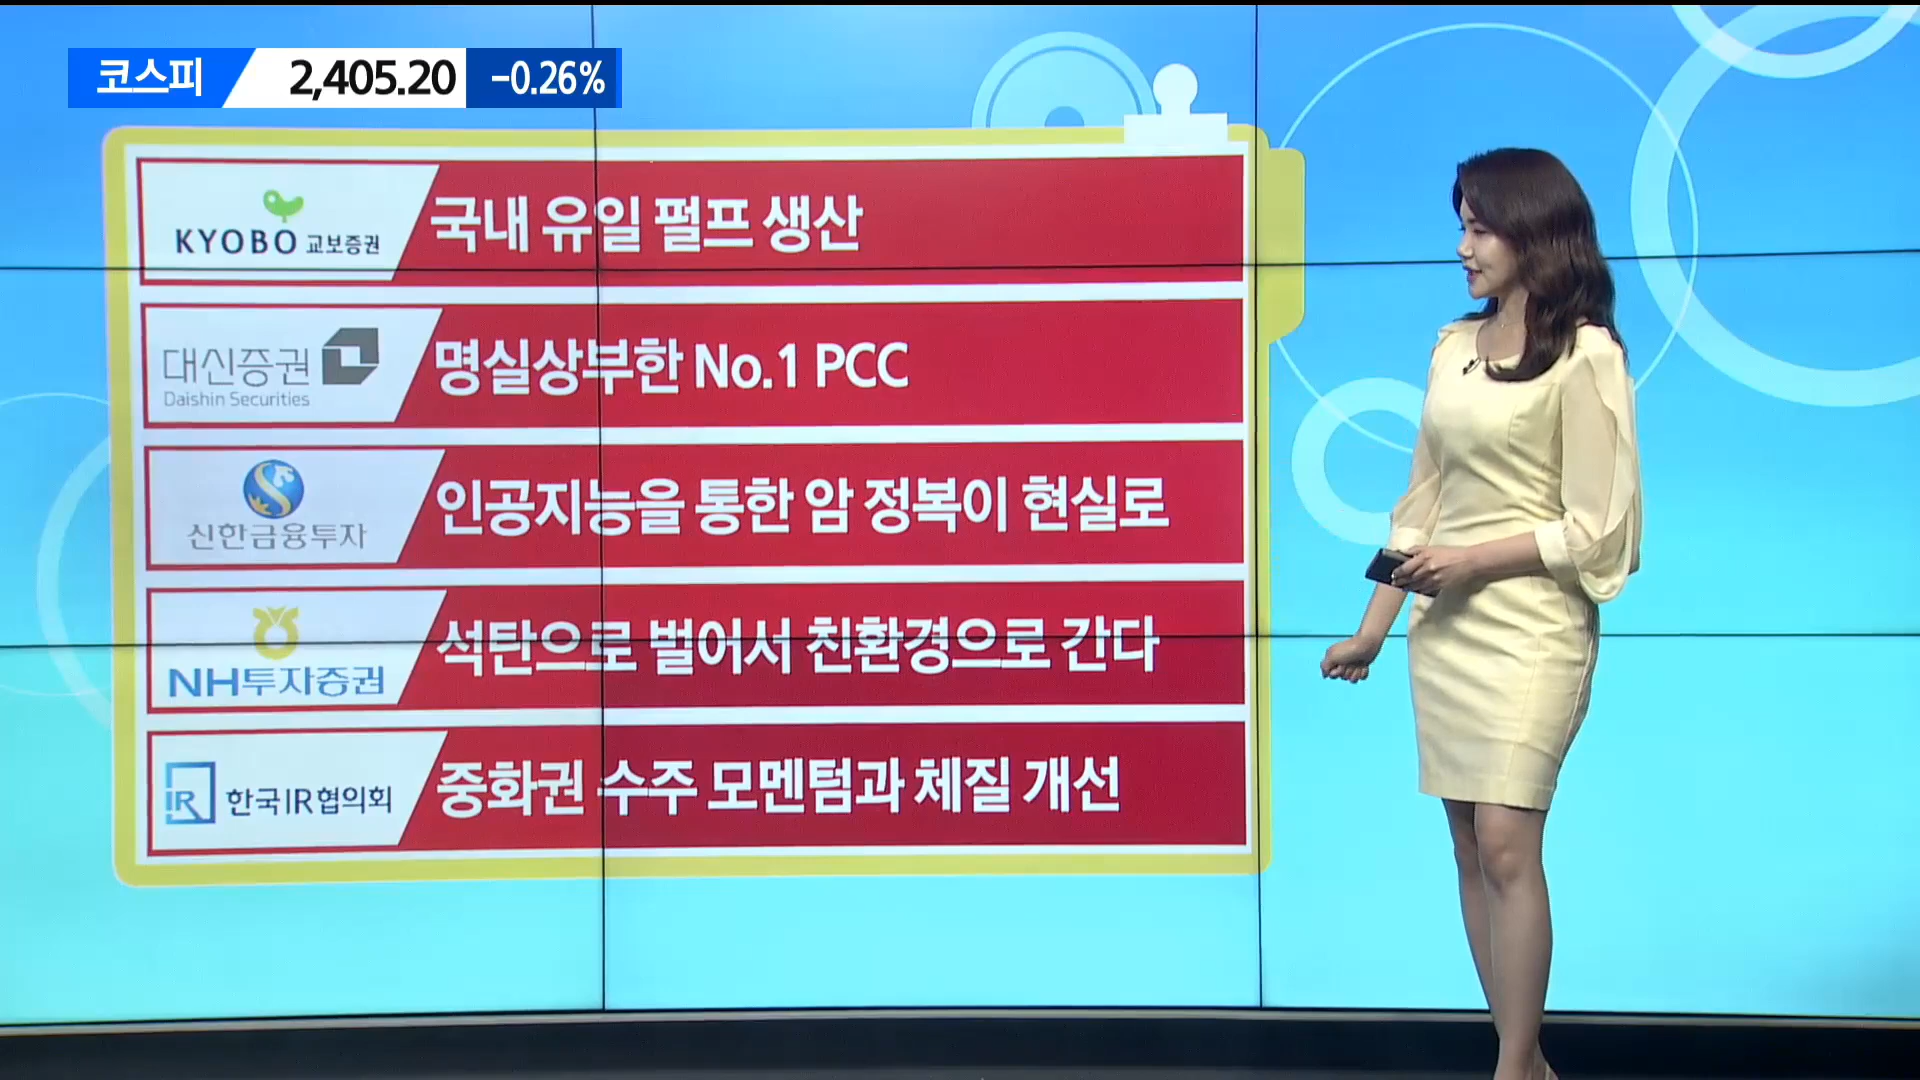 코스피 2,405.20 -0.26%
KYOBO 교보증권 국내 유일 펄프 생산
대신증권 명실상부한 No.1 PCC
Daishin Securities
신한금융투자 인공지능을 통한 암 정복이 현실로
NH투자증권 석탄으로 벌어서 친환경으로 간다
IR 한국IR협의회 중화권 수주 모멘텀과 체질 개선